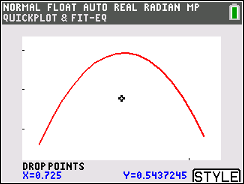 NORMAL FLOAT AUTO REAL RADIAN MP
QUICKPLOT & FIT-EQ
DROP POINTS
X=0.725 Y=0.5437245 STYLE